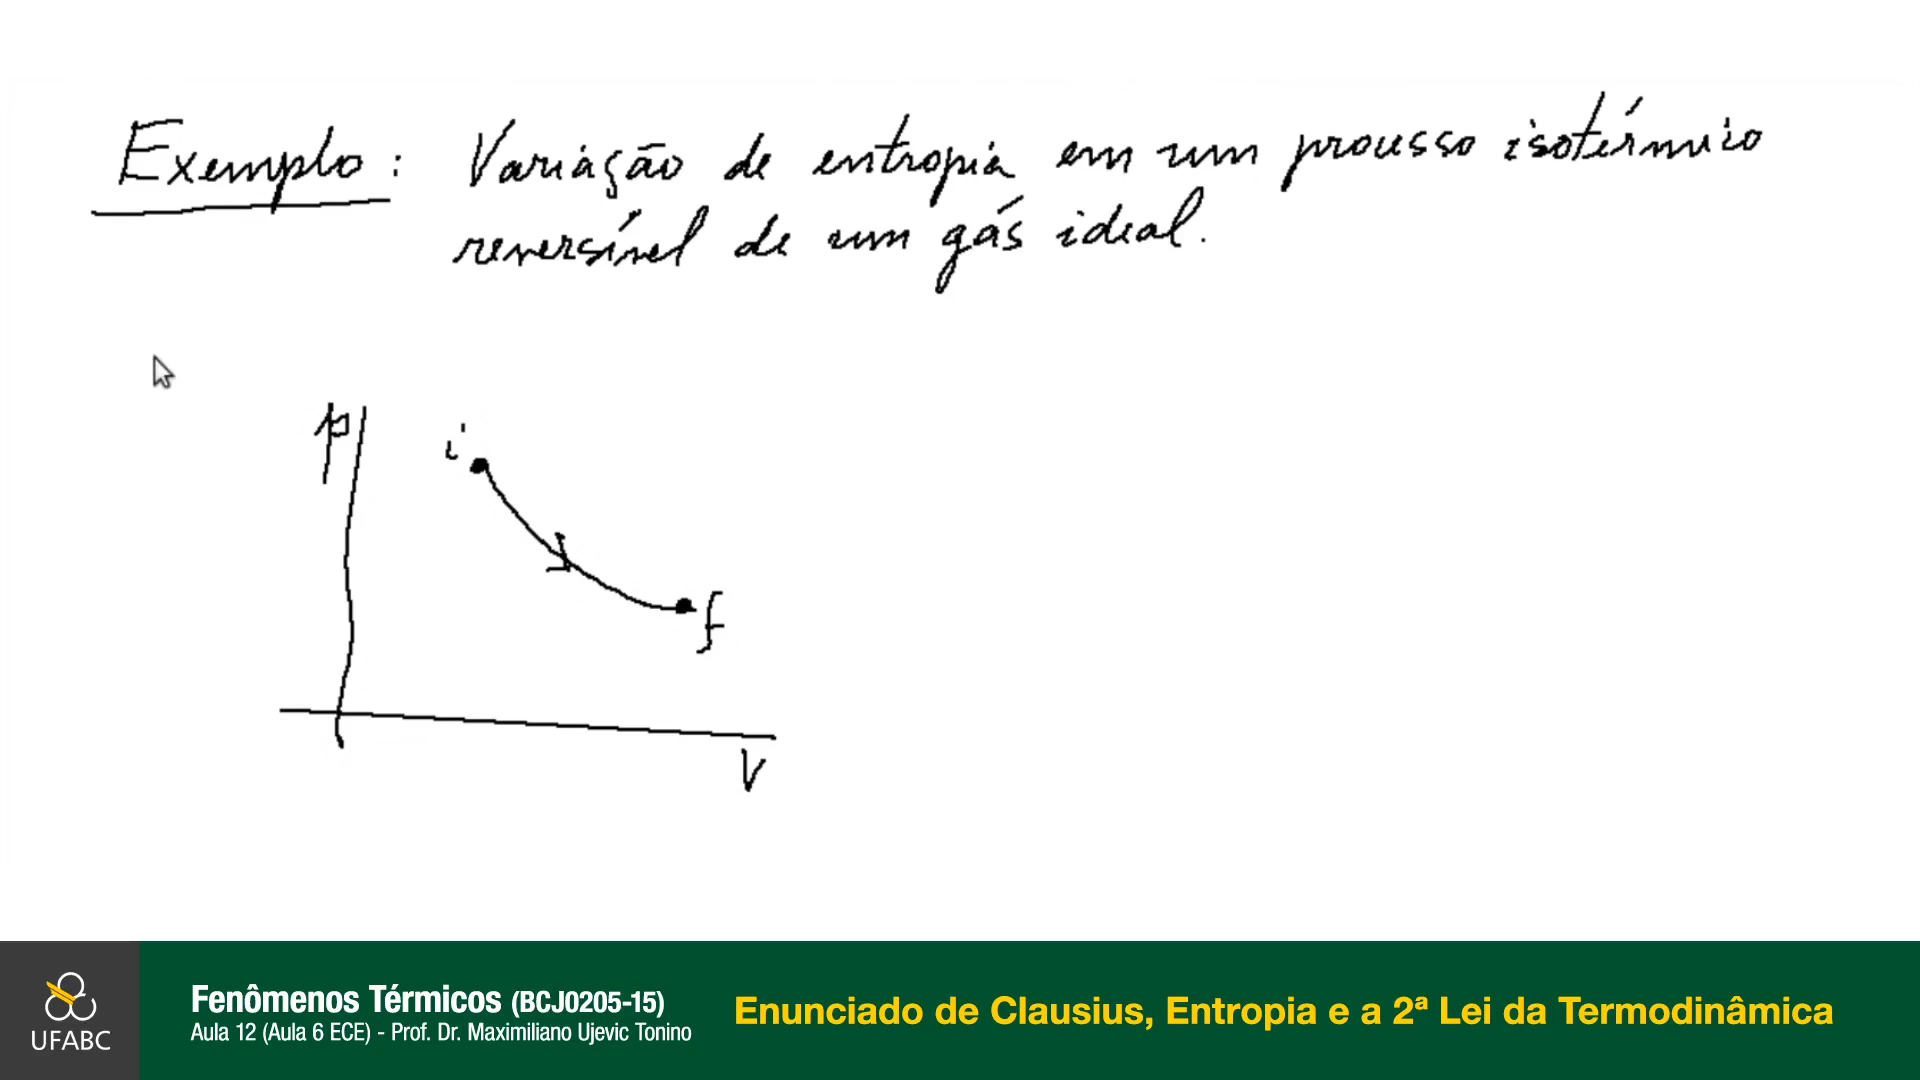 Exemplo: Variação de entropia em um processo isotérmico
reversível de um gás ideal.
p
i
f
V
UFABC
Fenômenos Térmicos (BCJ0205-15)
Aula 12 (Aula 6 ECE) - Prof. Dr. Maximiliano Ujevic Tonino
Enunciado de Clausius, Entropia e a 2ª Lei da Termodinâmica